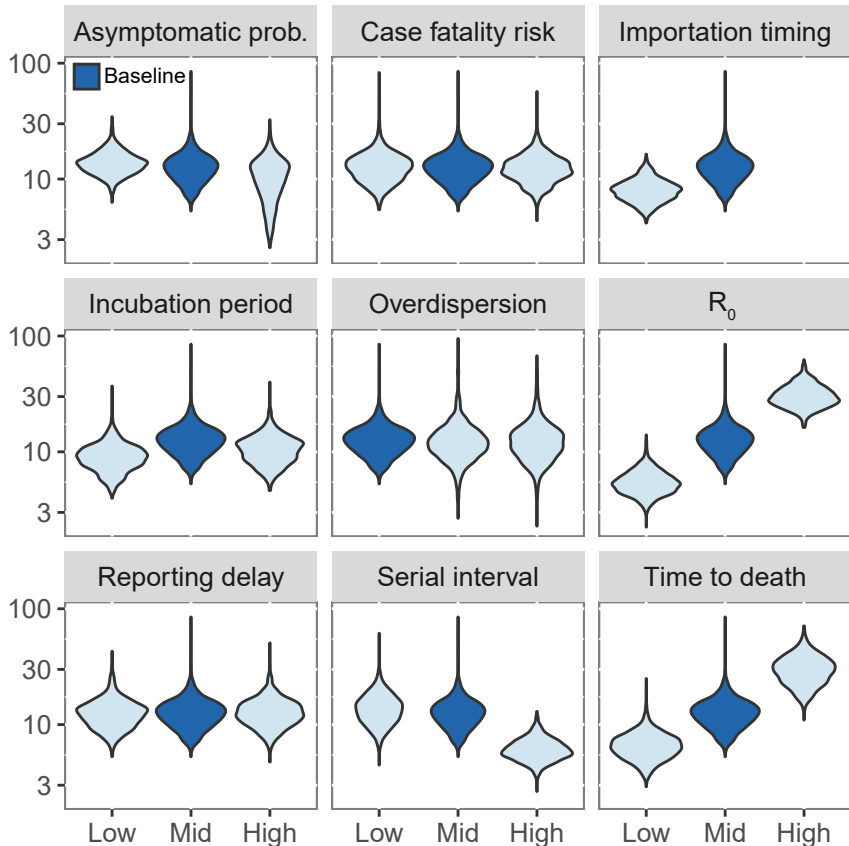 Asymptomatic prob.
Case fatality risk
Importation timing
100
30
10
3
Baseline
Incubation period
Overdispersion
R₀
100
30
10
3
Reporting delay
Serial interval
Time to death
100
30
10
3
Low Mid High
Low Mid High
Low Mid High